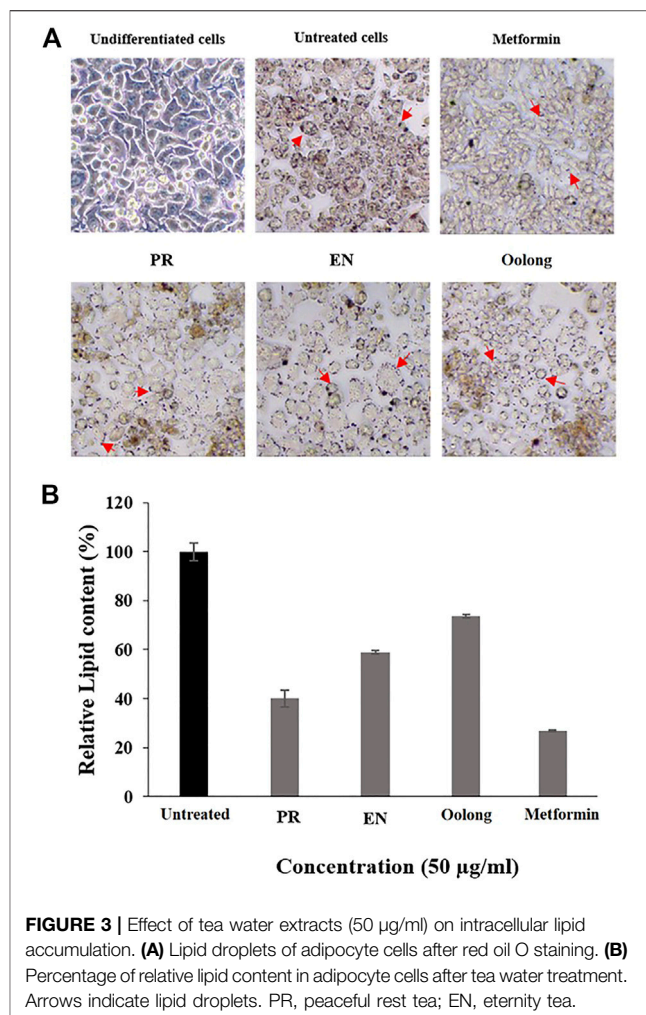 A
Undifferentiated cells
Untreated cells
Metformin
PR
EN
Oolong
B
Relative Lipid content (%)
120
100
80
60
40
20
0
Untreated
PR
EN
Oolong
Metformin
Concentration (50 µg/ml)
FIGURE 3 | Effect of tea water extracts (50 µg/ml) on intracellular lipid
accumulation. (A) Lipid droplets of adipocyte cells after red oil O staining. (B)
Percentage of relative lipid content in adipocyte cells after tea water treatment.
Arrows indicate lipid droplets. PR, peaceful rest tea; EN, eternity tea.